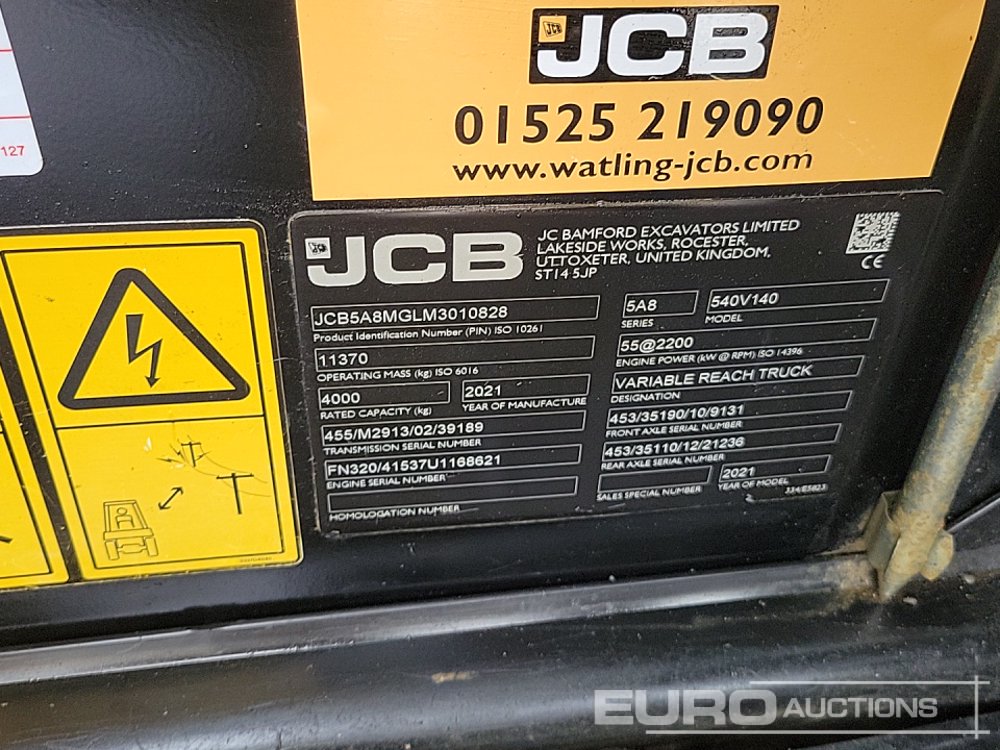 JCB
01525 219090
www.watling-jcb.com
127
JCB
JC BAMFORD EXCAVATORS LIMITED
LAKESIDE WORKS, ROCESTER,
UTTOXETER, UNITED KINGDOM,
ST14 5JP
CE
JCB5A8MGLM3010828
Product Identification Number (PIN) ISO 10261
5A8
SERIES
540V140
MODEL
11370
OPERATING MASS (kg) ISO 6016
55@2200
ENGINE POWER (kW @ RPM) ISO 14396
4000
RATED CAPACITY (kg)
2021
YEAR OF MANUFACTURE
VARIABLE REACH TRUCK
DESIGNATION
455/M2913/02/39189
TRANSMISSION SERIAL NUMBER
453/35190/10/9131
FRONT AXLE SERIAL NUMBER
FN320/41537U1168621
ENGINE SERIAL NUMBER
453/35110/12/21236
REAR AXLE SERIAL NUMBER
HOMOLOGATION NUMBER
SALES SPECIAL NUMBER
2021
YEAR OF MODEL
334/E5823
EURO AUCTIONS